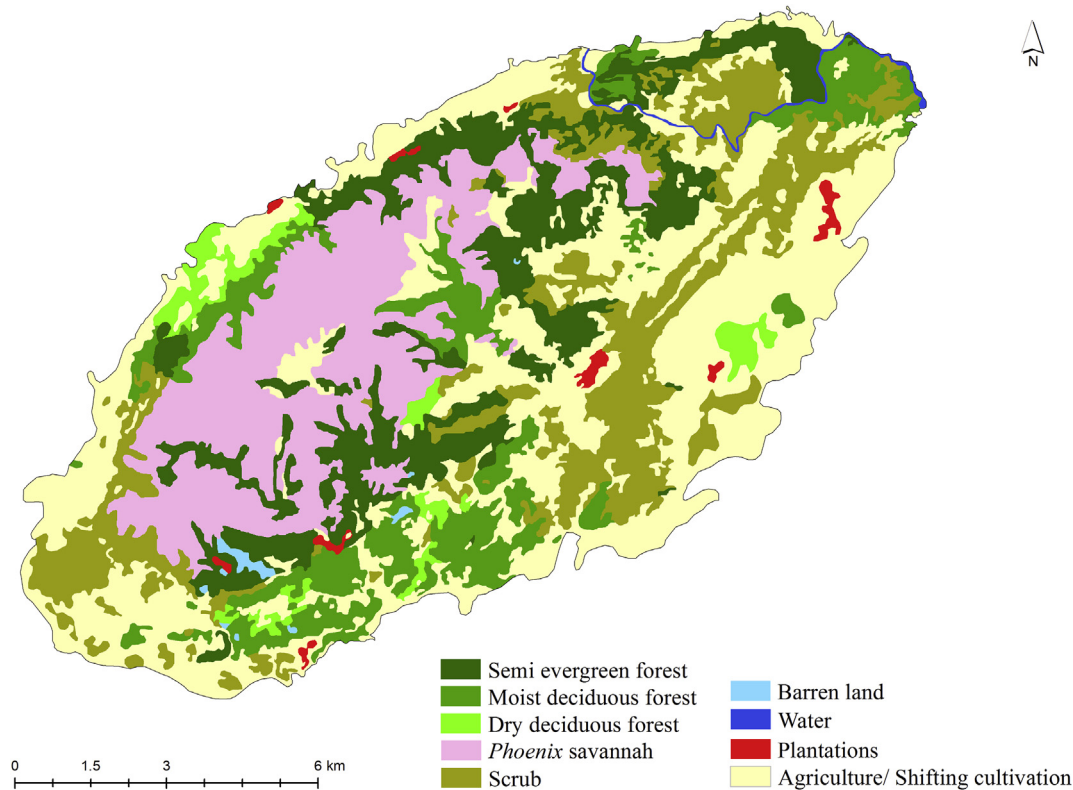 N
Semi evergreen forest
Moist deciduous forest
Dry deciduous forest
Phoenix savannah
Scrub
Barren land
Water
Plantations
Agriculture/ Shifting cultivation
0 1.5 3 6 km